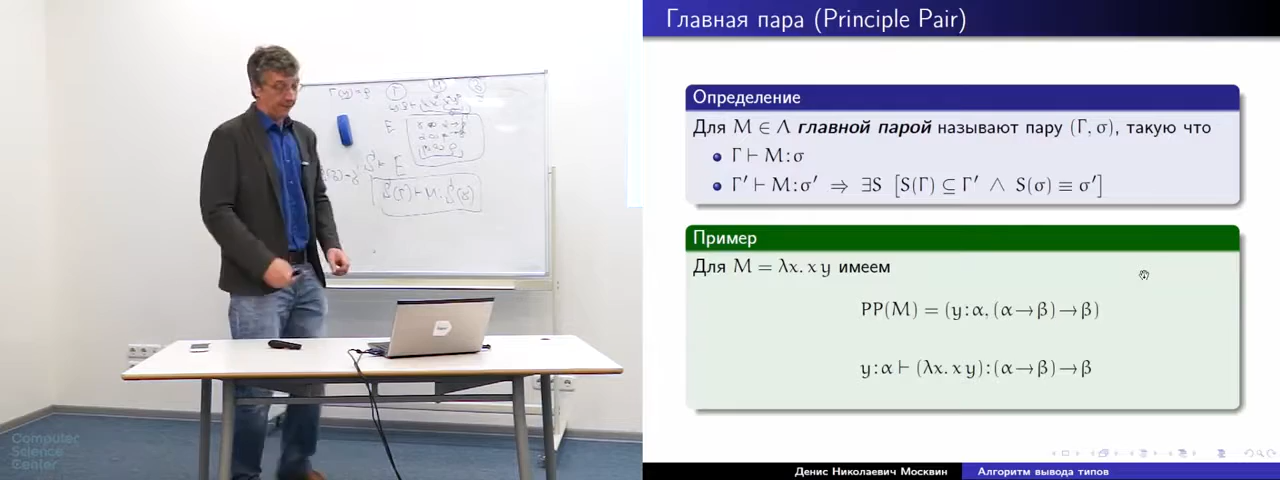 Главная пара (Principle Pair)
Определение
Для M ∈ Λ главной парой называют пару (Γ, σ), такую что
Γ ⊢ M : σ
Γ′ ⊢ M : σ′ ⇒ ∃S [S(Γ) ⊆ Γ′ ∧ S(σ) ≡ σ′]
Пример
Для M = λx. x y имеем
PP(M) = (y : α, (α → β) → β)
y : α ⊢ (λx. x y) : (α → β) → β
Денис Николаевич Москвин
Алгоритм вывода типов
Computer
Science
Center